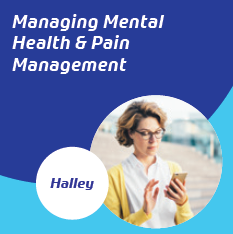 Managing Mental
Health & Pain
Management
Halley